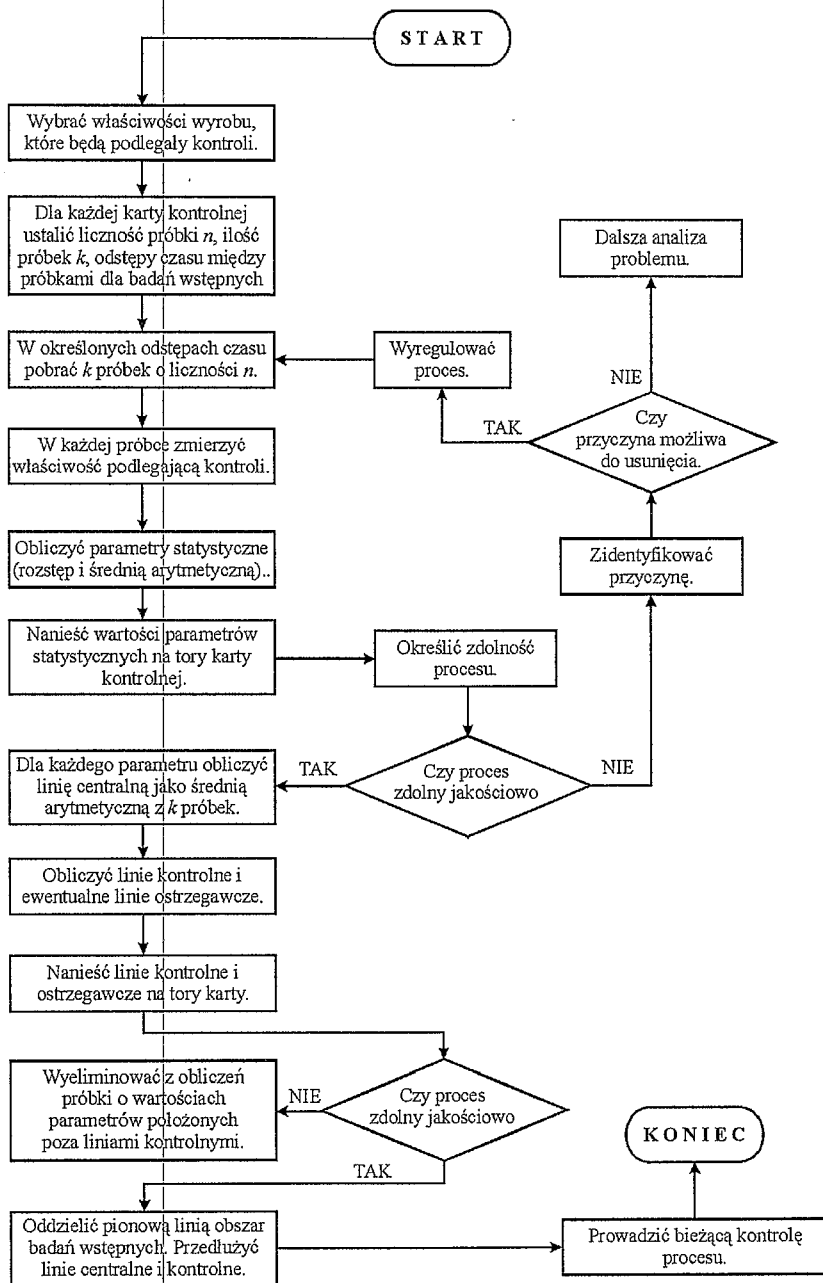 START
Wybrać właściwości wyrobu,
które będą podlegały kontroli.
Dla każdej karty kontrolnej
ustalić liczność próbki n, ilość
próbek k, odstępy czasu między
próbkami dla badań wstępnych
W określonych odstępach czasu
pobrać k próbek o liczności n.
W każdej próbce zmierzyć
właściwość podlegającą kontroli.
Obliczyć parametry statystyczne
(rozstęp i średnią arytmetyczną)..
Nanieść wartości parametrów
statystycznych na tory karty
kontrolnej.
Określić zdolność
procesu.
Czy proces
zdolny jakościowo
NIE
Zidentyfikować
przyczynę.
Czy
przyczyna możliwa
do usunięcia.
NIE
Dalsza analiza
problemu.
TAK
Wyregulować
proces.
TAK
Dla każdego parametru obliczyć
linię centralną jako średnią
arytmetyczną z k próbek.
Obliczyć linie kontrolne i
ewentualne linie ostrzegawcze.
Nanieść linie kontrolne i
ostrzegawcze na tory karty.
Czy proces
zdolny jakościowo
NIE
Wyeliminować z obliczeń
próbki o wartościach
parametrów położonych
poza liniami kontrolnymi.
TAK
Oddzielić pionową linią obszar
badań wstępnych. Przedłużyć
linie centralne i kontrolne.
Prowadzić bieżącą kontrolę
procesu.
KONIEC